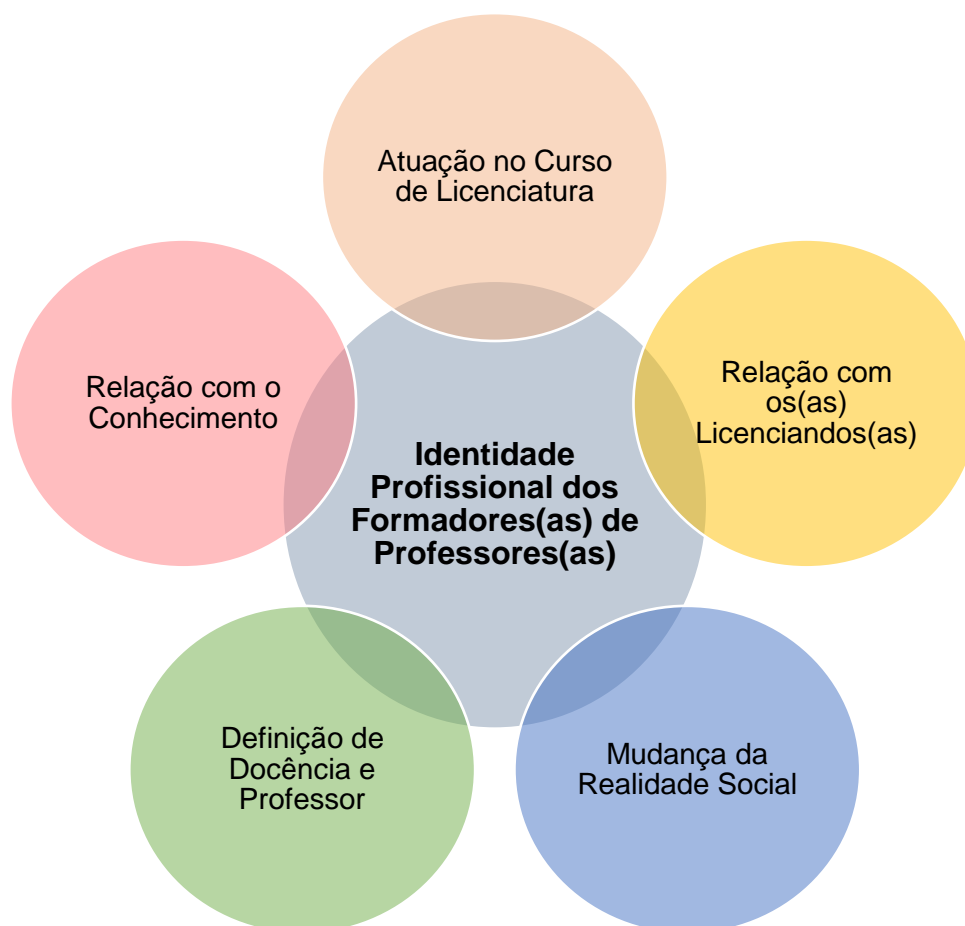 Atuação no Curso
de Licenciatura
Relação com o
Conhecimento
Relação com
os(as)
Licenciandos(as)
Identidade
Profissional dos
Formadores(as) de
Professores(as)
Definição de
Docência e
Professor
Mudança da
Realidade Social